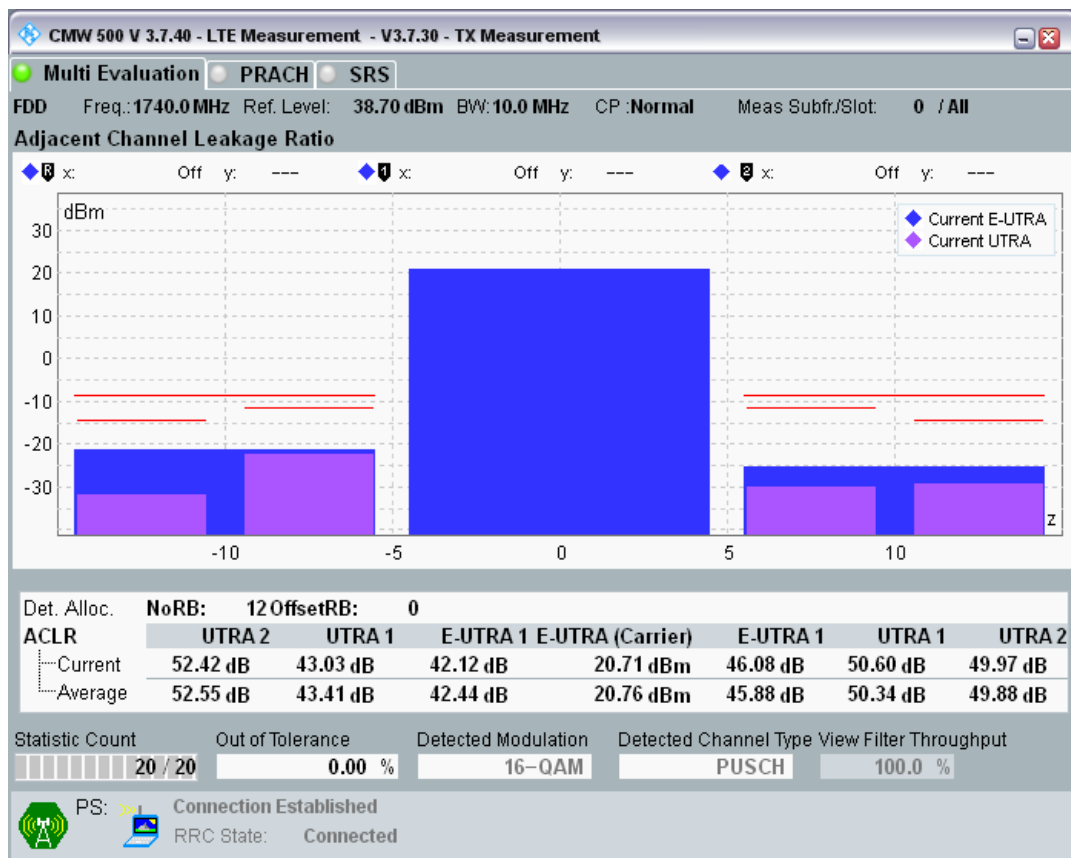 CMW 500 V 3.7.40 - LTE Measurement - V3.7.30 - TX Measurement
Multi Evaluation PRACH SRS
FDD Freq.:1740.0 MHz Ref. Level: 38.70 dBm BW:10.0 MHz CP :Normal Meas Subfr./Slot: 0 / All
Adjacent Channel Leakage Ratio
R x: Off y: --- 1 x: Off y: --- 2 x: Off y: ---
dBm
Current E-UTRA
Current UTRA
30
20
10
0
-10
-20
-30
z
-10 -5 0 5 10
Det. Alloc. NoRB: 12 OffsetRB: 0
ACLR UTRA 2 UTRA 1 E-UTRA 1 E-UTRA (Carrier) E-UTRA 1 UTRA 1 UTRA 2
Current 52.42 dB 43.03 dB 42.12 dB 20.71 dBm 46.08 dB 50.60 dB 49.97 dB
Average 52.55 dB 43.41 dB 42.44 dB 20.76 dBm 45.88 dB 50.34 dB 49.88 dB
Statistic Count Out of Tolerance Detected Modulation Detected Channel Type View Filter Throughput
20 / 20 0.00 % 16-QAM PUSCH 100.0 %
PS: Connection Established
RRC State: Connected